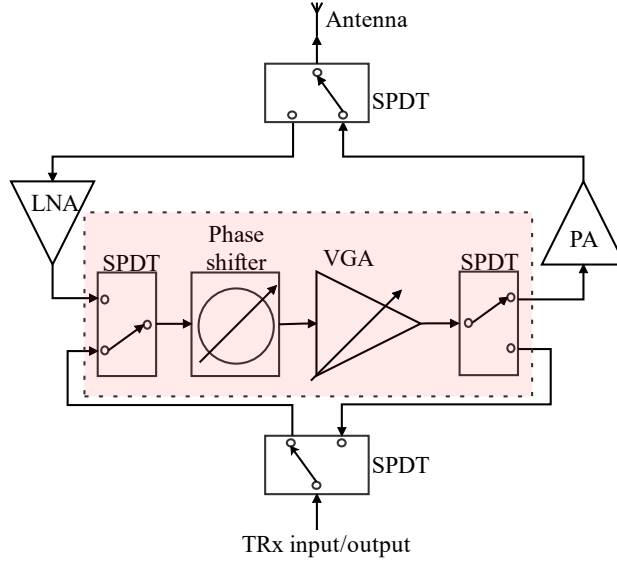 Antenna
SPDT
LNA
PA
Phase
shifter
VGA
SPDT
SPDT
SPDT
TRx input/output